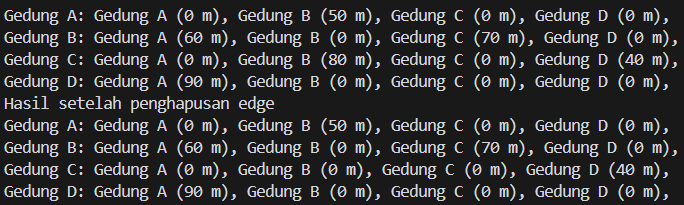 Gedung A: Gedung A (0 m), Gedung B (50 m), Gedung C (0 m), Gedung D (0 m),
Gedung B: Gedung A (60 m), Gedung B (0 m), Gedung C (70 m), Gedung D (0 m),
Gedung C: Gedung A (0 m), Gedung B (80 m), Gedung C (0 m), Gedung D (40 m),
Gedung D: Gedung A (90 m), Gedung B (0 m), Gedung C (0 m), Gedung D (0 m),
Hasil setelah penghapusan edge
Gedung A: Gedung A (0 m), Gedung B (50 m), Gedung C (0 m), Gedung D (0 m),
Gedung B: Gedung A (60 m), Gedung B (0 m), Gedung C (70 m), Gedung D (0 m),
Gedung C: Gedung A (0 m), Gedung B (0 m), Gedung C (0 m), Gedung D (40 m),
Gedung D: Gedung A (90 m), Gedung B (0 m), Gedung C (0 m), Gedung D (0 m),